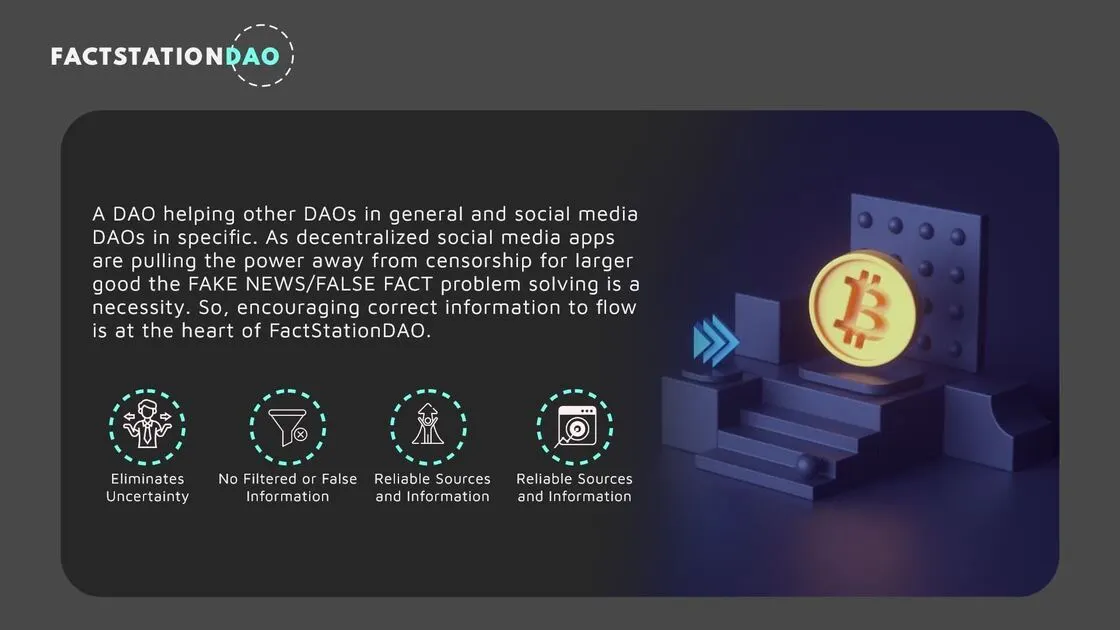 FACTSTATIONDAO
A DAO helping other DAOs in general and social media
DAOs in specific. As decentralized social media apps
are pulling the power away from censorship for larger
good the FAKE NEWS/FALSE FACT problem solving is a
necessity. So, encouraging correct information to flow
is at the heart of FactStationDAO.
Eliminates
Uncertainty
No Filtered or False
Information
Reliable Sources
and Information
Reliable Sources
and Information